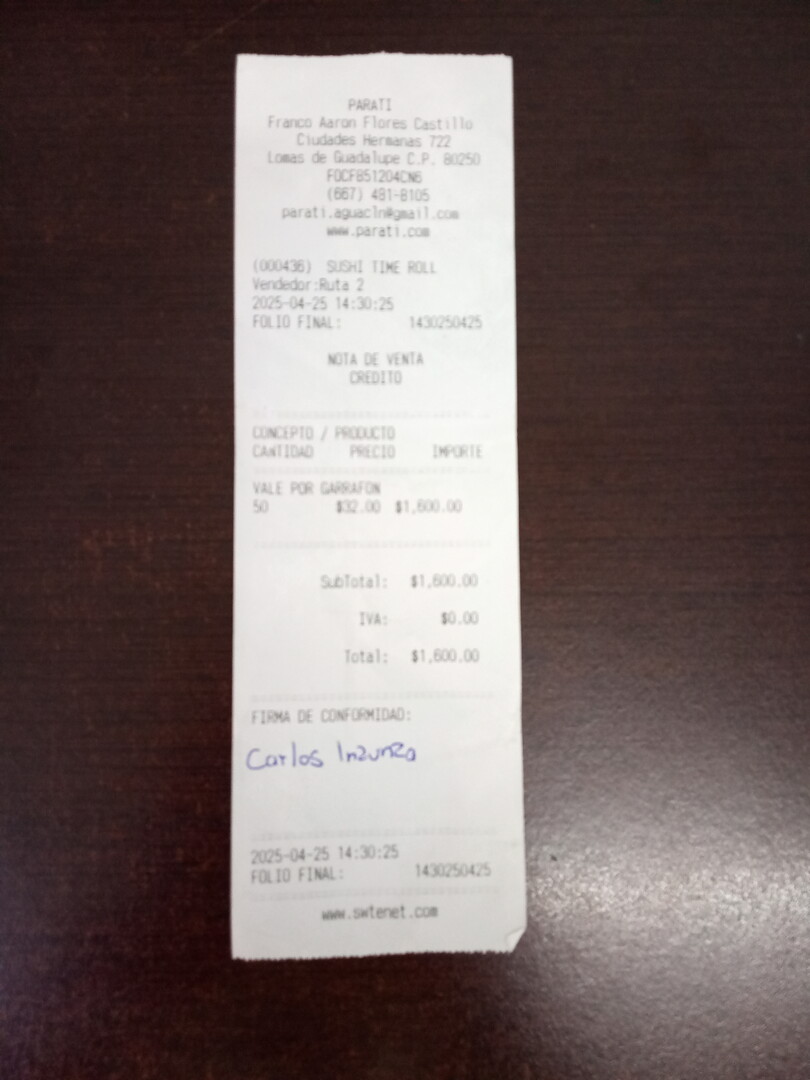 PARATI
Franco Aaron Flores Castillo
Ciudades Hermanas 722
Lomas de Guadalupe C.P. 80250
FOCF851204CN6
(667) 481-8105
parati.aguacln@gmail.com
www.parati.com
(000436) SUSHI TIME ROLL
Vendedor:Ruta 2
2025-04-25 14:30:25
FOLIO FINAL: 1430250425
NOTA DE VENTA
CREDITO
CONCEPTO / PRODUCTO
CANTIDAD PRECIO IMPORTE
VALE POR GARRAFON
50 $32.00 $1,600.00
SubTotal: $1,600.00
IVA: $0.00
Total: $1,600.00
FIRMA DE CONFORMIDAD:
Carlos Inzunza
2025-04-25 14:30:25
FOLIO FINAL: 1430250425
www.swtenet.com